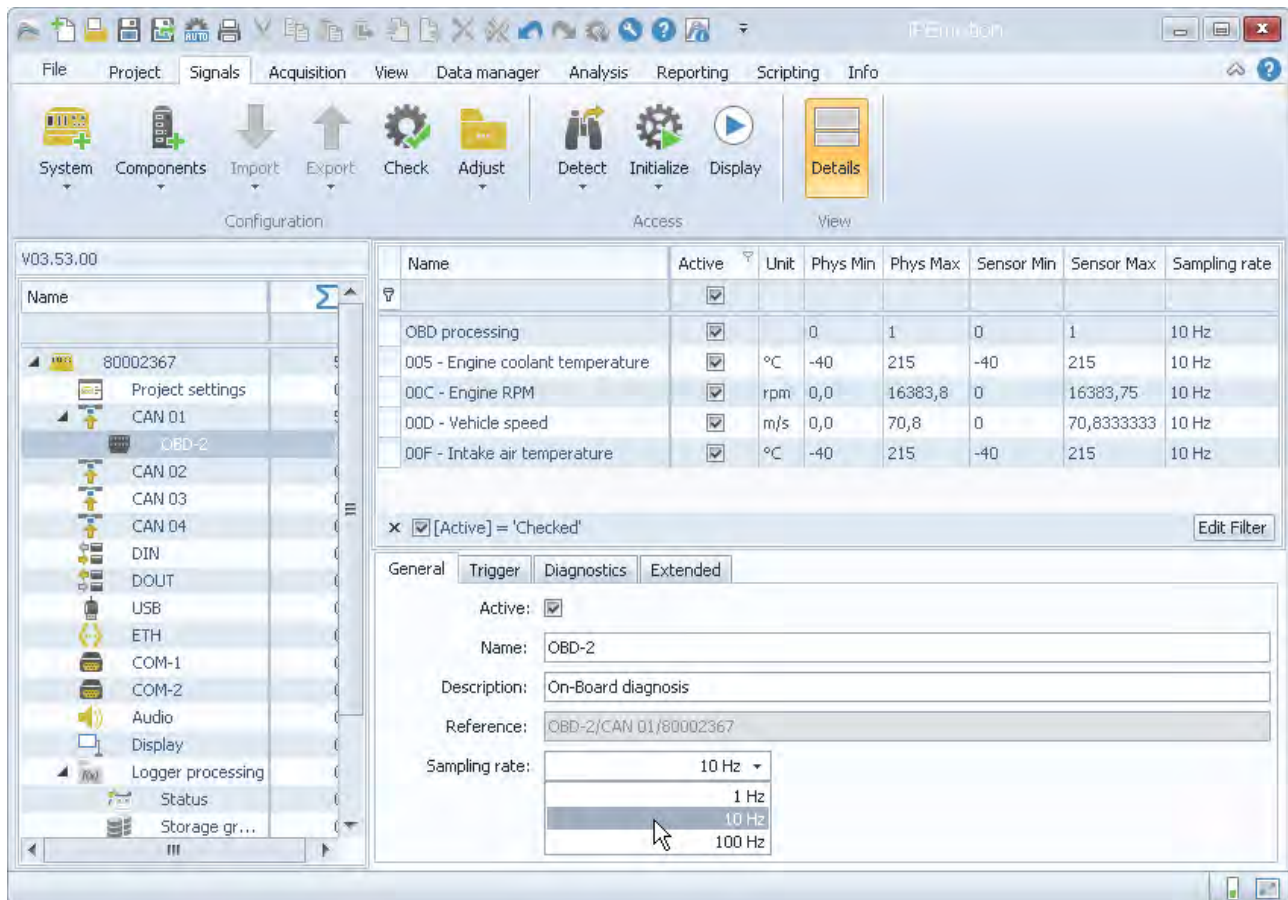 AUTO
IPEmotion
File Project Signals Acquisition View Data manager Analysis Reporting Scripting Info
System Components Import Export Check Adjust Detect Initialize Display Details
Configuration Access View
V03.53.00
Name
80002367
Project settings
CAN 01
OBD-2
CAN 02
CAN 03
CAN 04
DIN
DOUT
USB
ETH
COM-1
COM-2
Audio
Display
Logger processing
Status
Storage gr...
Name Active Unit Phys Min Phys Max Sensor Min Sensor Max Sampling rate
OBD processing 0 1 0 1 10 Hz
005 - Engine coolant temperature °C -40 215 -40 215 10 Hz
00C - Engine RPM rpm 0,0 16383,8 0 16383,75 10 Hz
00D - Vehicle speed m/s 0,0 70,8 0 70,8333333 10 Hz
00F - Intake air temperature °C -40 215 -40 215 10 Hz
[Active] = 'Checked' Edit Filter
General Trigger Diagnostics Extended
Active:
Name: OBD-2
Description: On-Board diagnosis
Reference: OBD-2/CAN 01/80002367
Sampling rate: 10 Hz
1 Hz
10 Hz
100 Hz